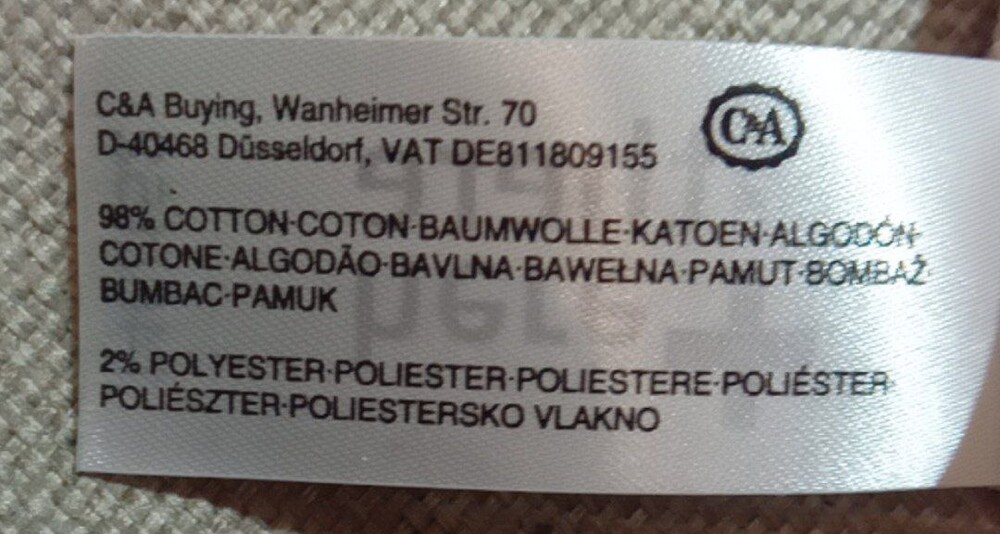 C&A Buying, Wanheimer Str. 70
D-40468 Düsseldorf, VAT DE811809155
C&A
98% COTTON·COTON·BAUMWOLLE·KATOEN·ALGODÓN·
COTONE·ALGODÃO·BAVLNA·BAWEŁNA·PAMUT·BOMBAŽ
BUMBAC·PAMUK
2% POLYESTER·POLIESTER·POLIESTERE·POLIÉSTER·
POLIÉSZTER·POLIESTERSKO VLAKNO